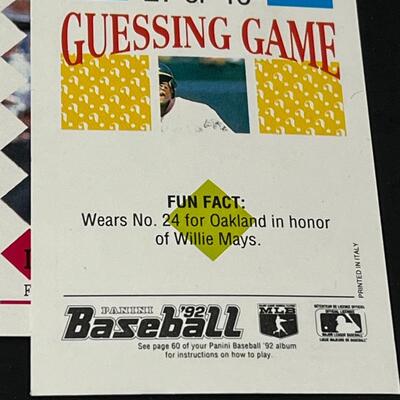 GUESSING GAME
FUN FACT:
Wears No. 24 for Oakland in honor
of Willie Mays.
PRINTED IN ITALY
PANINI '92
Baseball
MLB
See page 60 of your Panini Baseball '92 album
for instructions on how to play.